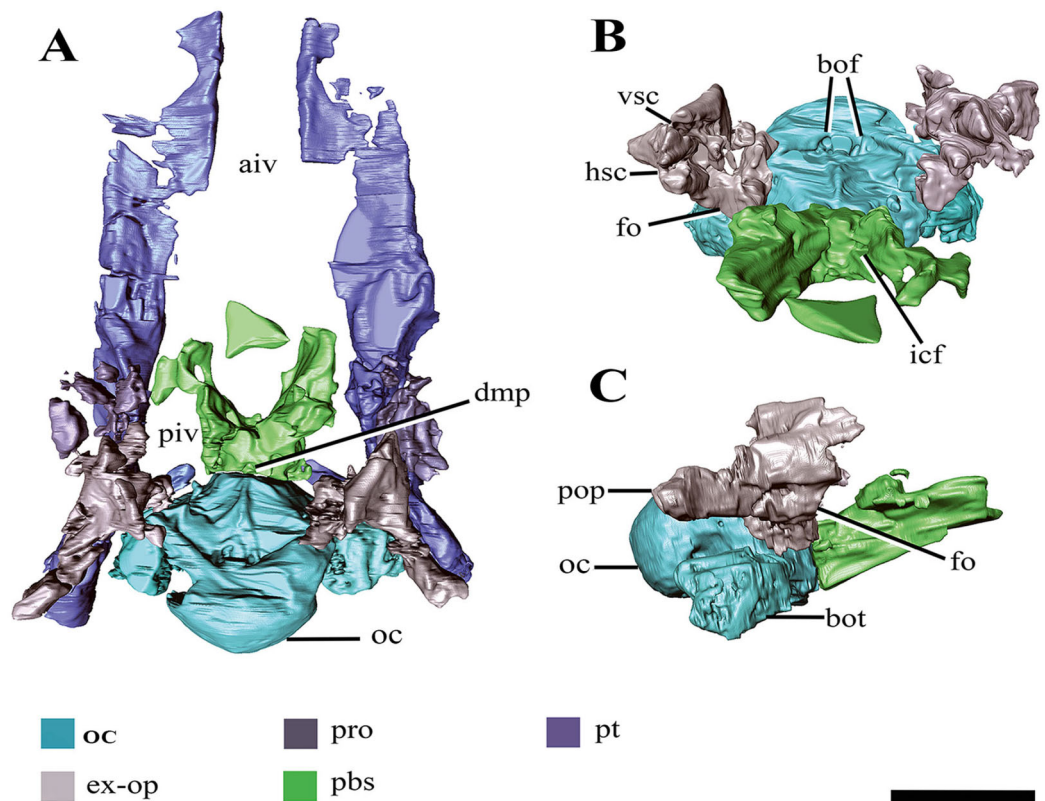 A
aiv
piv
dmp
oc
B
bof
vsc
hsc
fo
icf
C
pop
oc
fo
bot
oc
pro
pt
ex-op
pbs